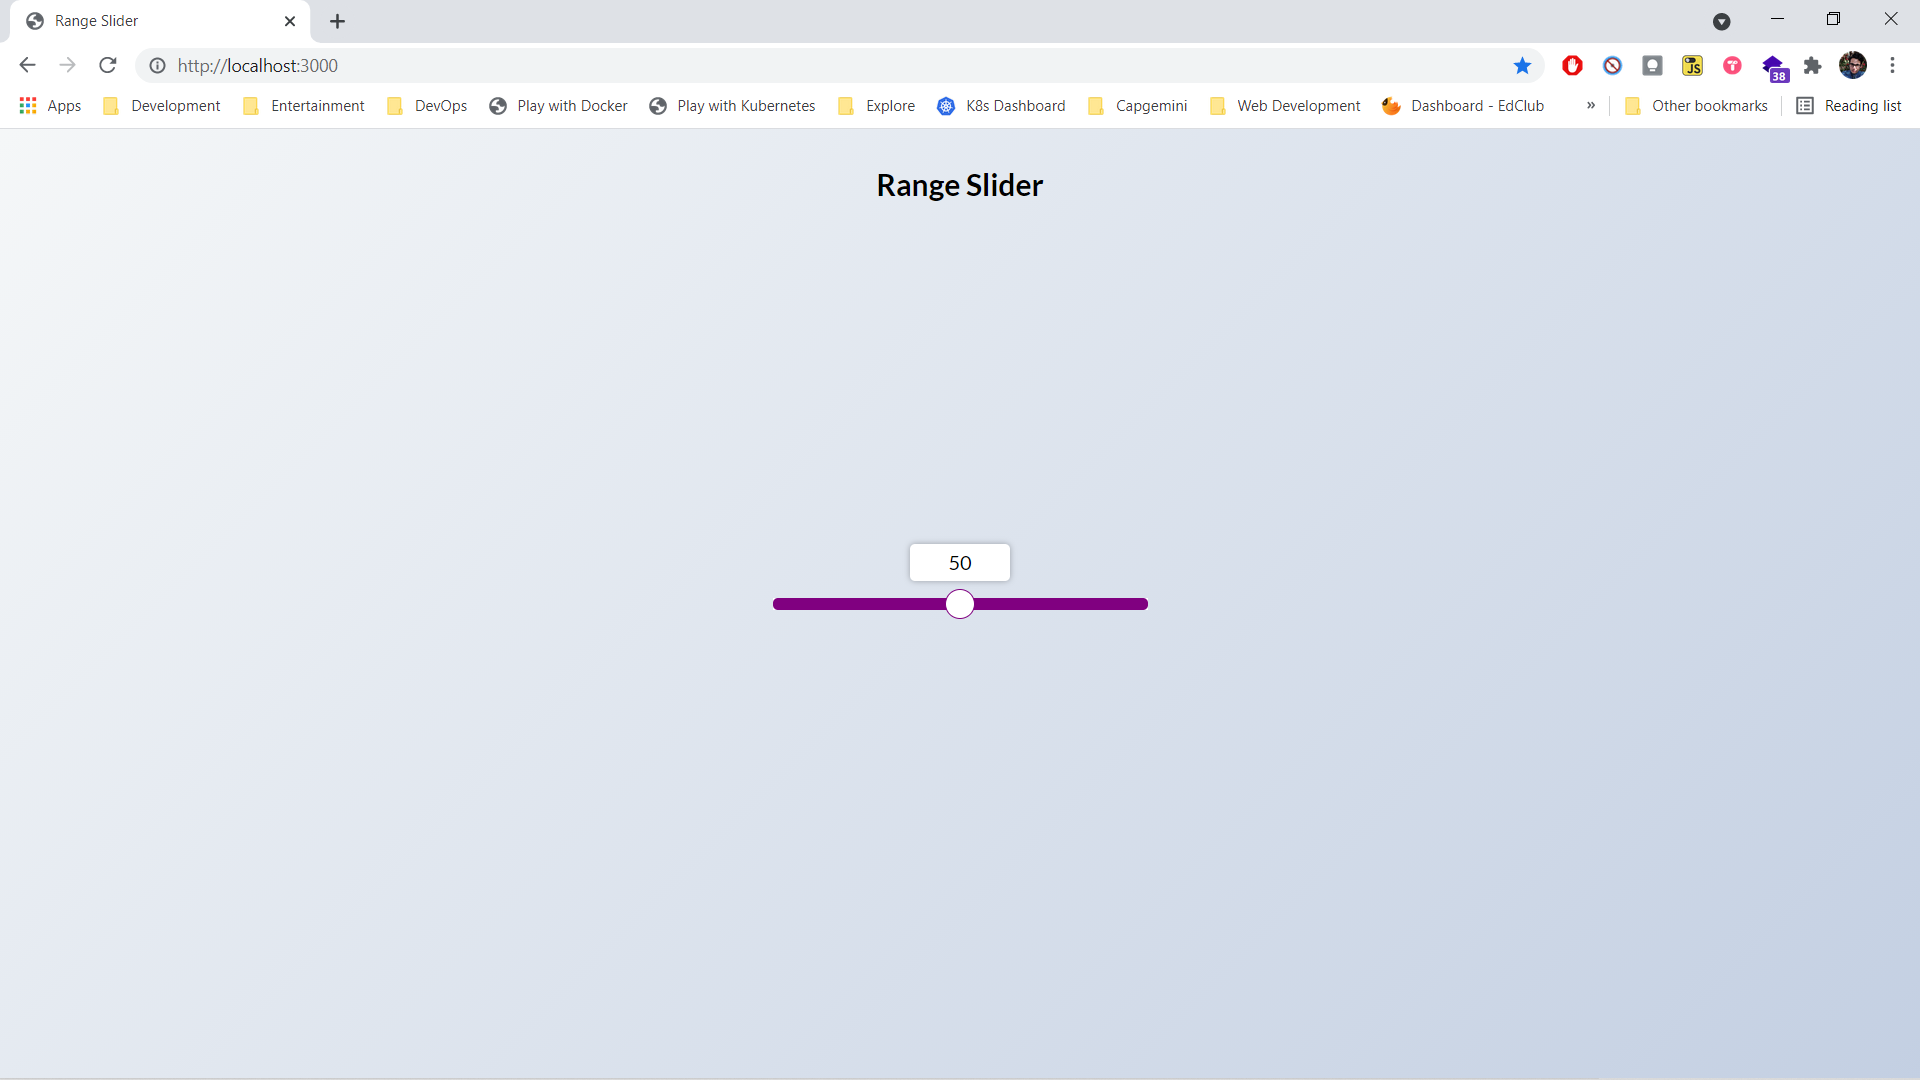 Range Slider
http://localhost:3000
JS
38
Apps Development Entertainment DevOps Play with Docker Play with Kubernetes Explore K8s Dashboard Capgemini Web Development Dashboard - EdClub » Other bookmarks Reading list
Range Slider
50